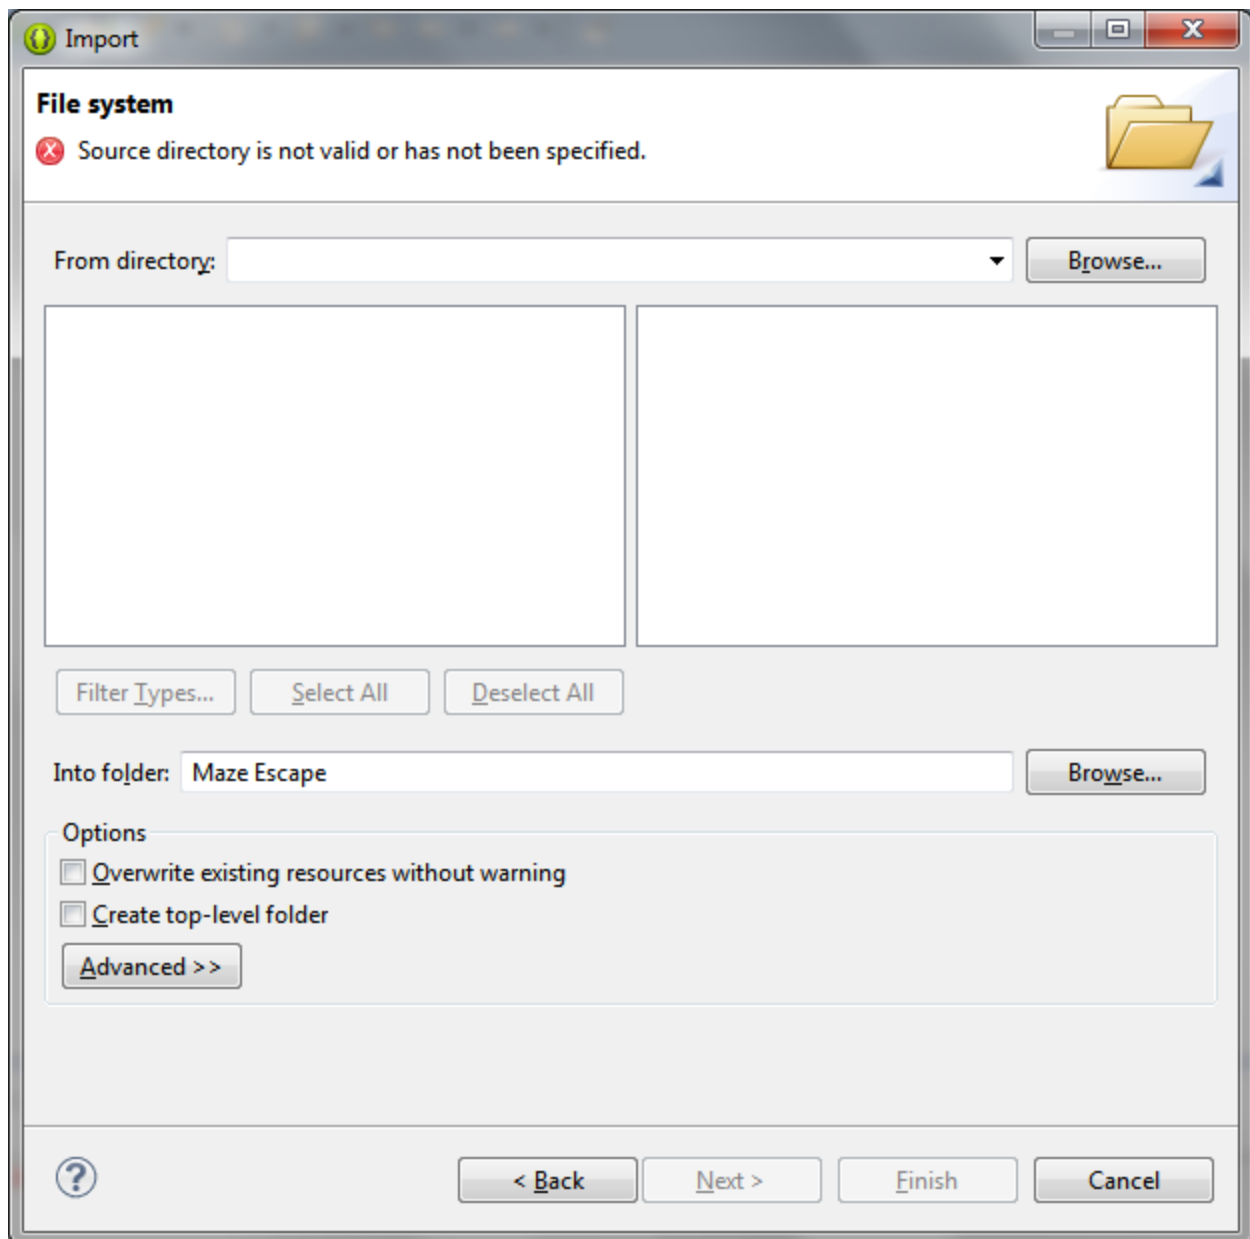 Import
File system
Source directory is not valid or has not been specified.
From directory: Browse...
Filter Types... Select All Deselect All
Into folder: Maze Escape Browse...
Options
Overwrite existing resources without warning
Create top-level folder
Advanced >>
? < Back Next > Finish Cancel